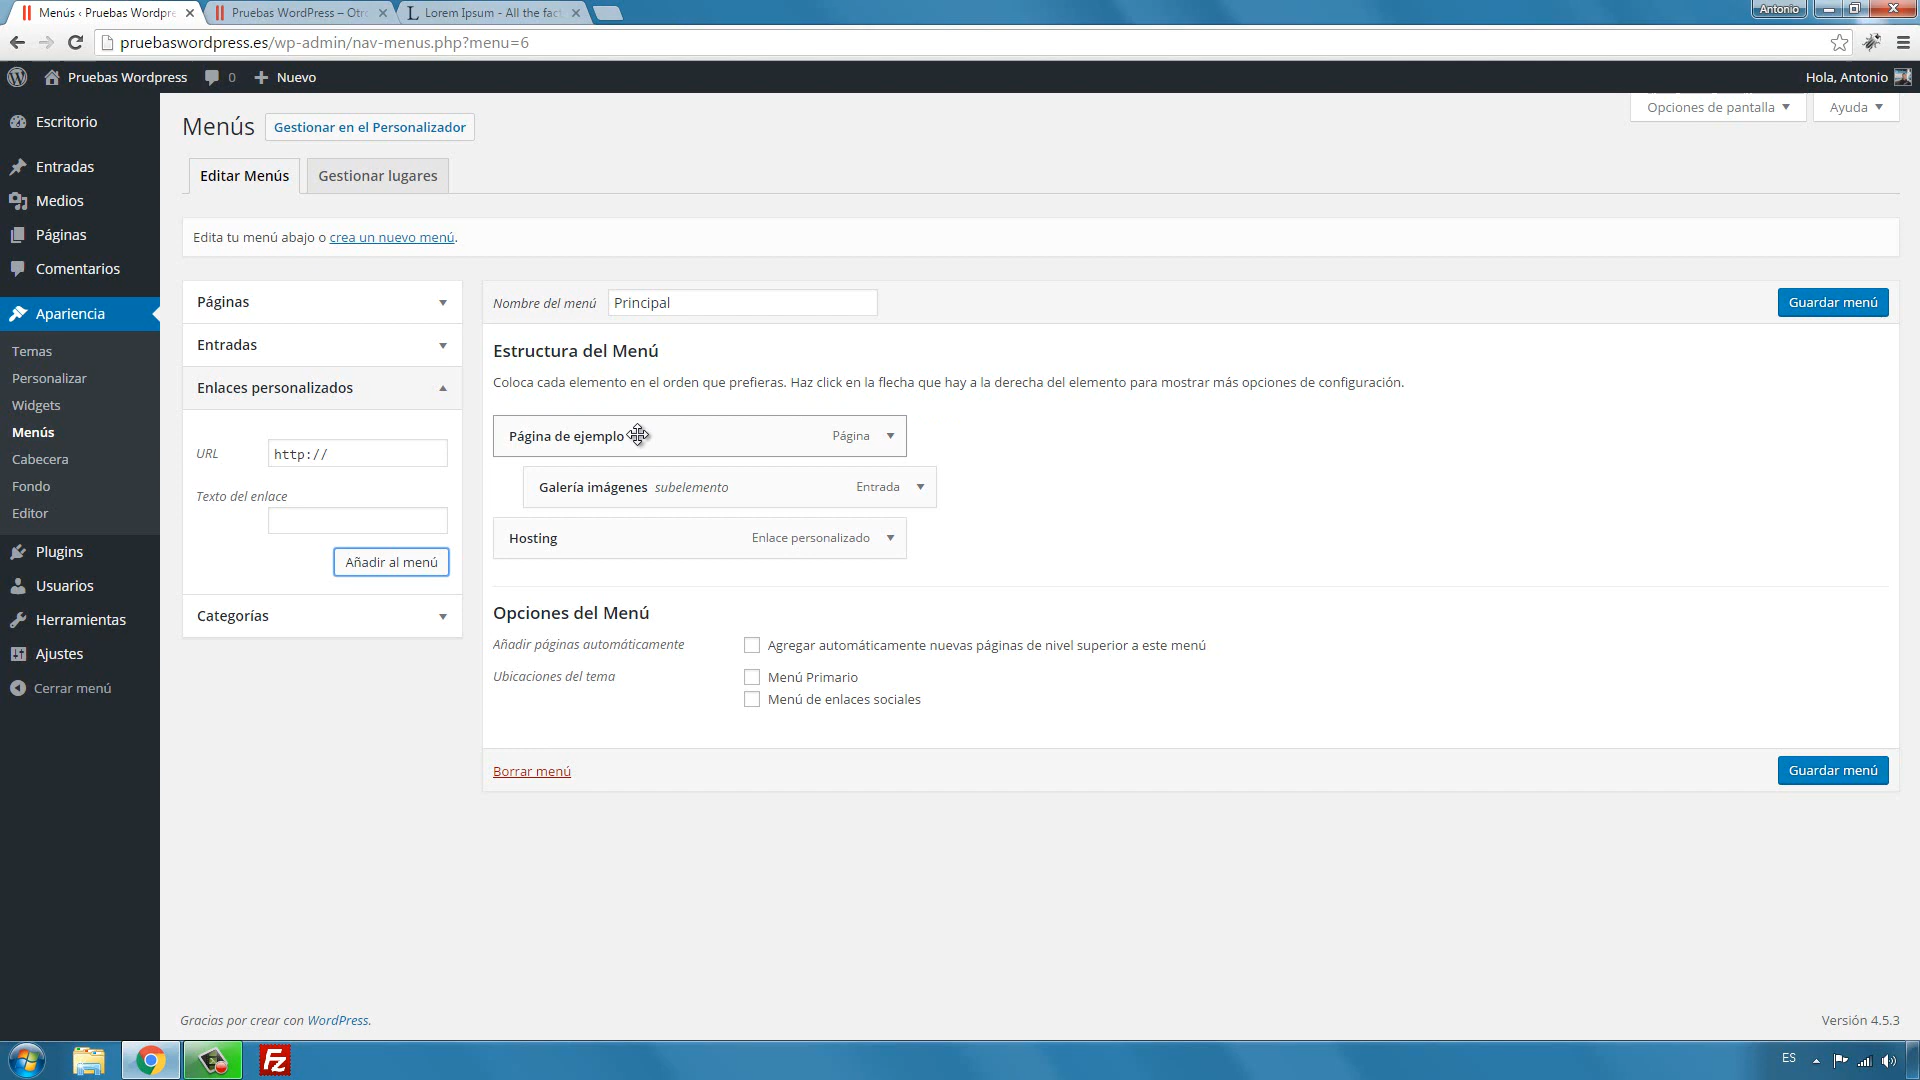 Menús ‹ Pruebas Wordpre
Pruebas WordPress – Otro
Lorem Ipsum - All the fac
Antonio
pruebaswordpress.es/wp-admin/nav-menus.php?menu=6
Pruebas Wordpress
0
Nuevo
Hola, Antonio
Escritorio
Entradas
Medios
Páginas
Comentarios
Apariencia
Temas
Personalizar
Widgets
Menús
Cabecera
Fondo
Editor
Plugins
Usuarios
Herramientas
Ajustes
Cerrar menú
Opciones de pantalla
Ayuda
Menús
Gestionar en el Personalizador
Editar Menús
Gestionar lugares
Edita tu menú abajo o crea un nuevo menú.
Páginas
Entradas
Enlaces personalizados
URL
http://
Texto del enlace
Añadir al menú
Categorías
Nombre del menú
Principal
Guardar menú
Estructura del Menú
Coloca cada elemento en el orden que prefieras. Haz click en la flecha que hay a la derecha del elemento para mostrar más opciones de configuración.
Página de ejemplo
Página
Galería imágenes subelemento
Entrada
Hosting
Enlace personalizado
Opciones del Menú
Añadir páginas automáticamente
Agregar automáticamente nuevas páginas de nivel superior a este menú
Ubicaciones del tema
Menú Primario
Menú de enlaces sociales
Borrar menú
Guardar menú
Gracias por crear con WordPress.
Versión 4.5.3
Fz
ES